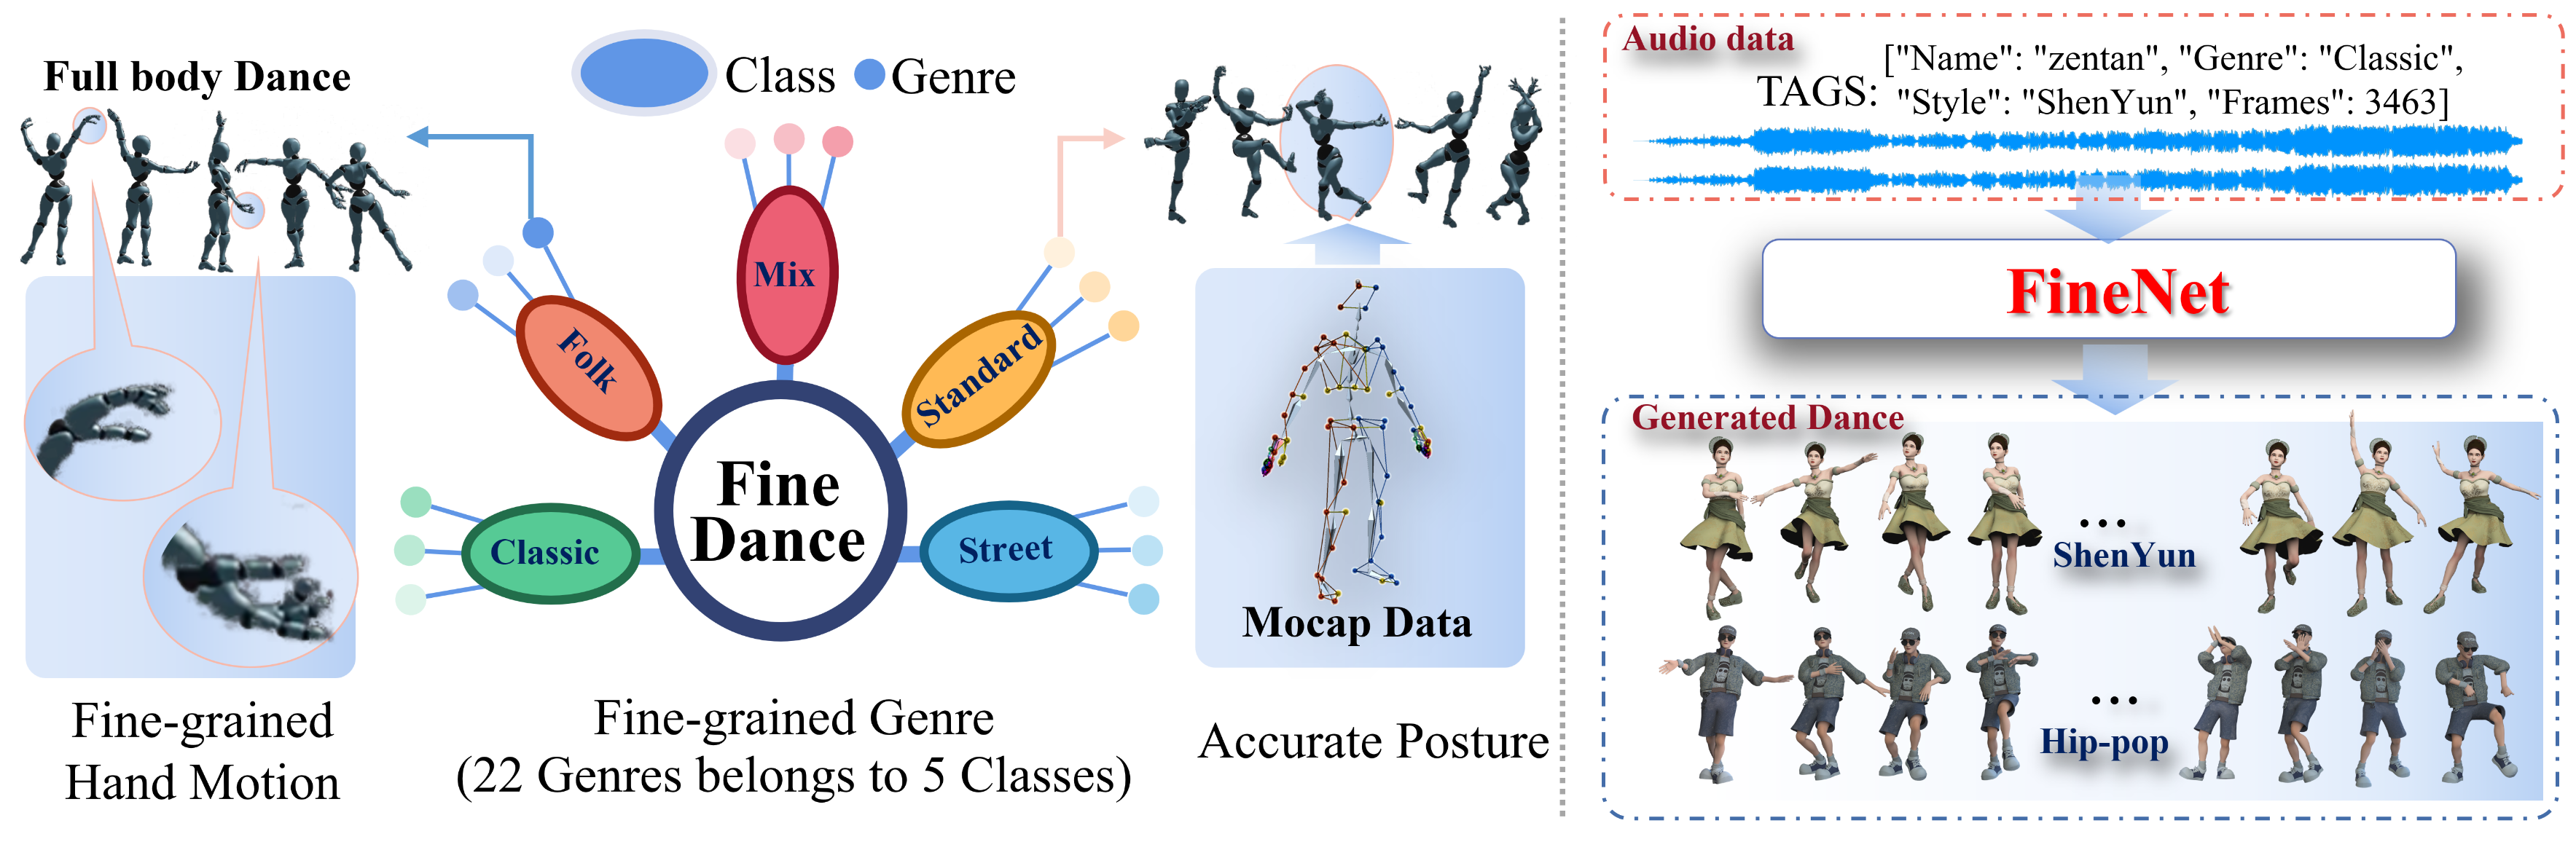 Full body Dance
Class
Genre
Mix
Folk
Standard
Classic
Street
Fine
Dance
Mocap Data
Fine-grained
Hand Motion
Fine-grained Genre
(22 Genres belongs to 5 Classes)
Accurate Posture
Audio data
TAGS:
["Name": "zentan", "Genre": "Classic",
"Style": "ShenYun", "Frames": 3463]
FineNet
Generated Dance
...
ShenYun
...
Hip-pop